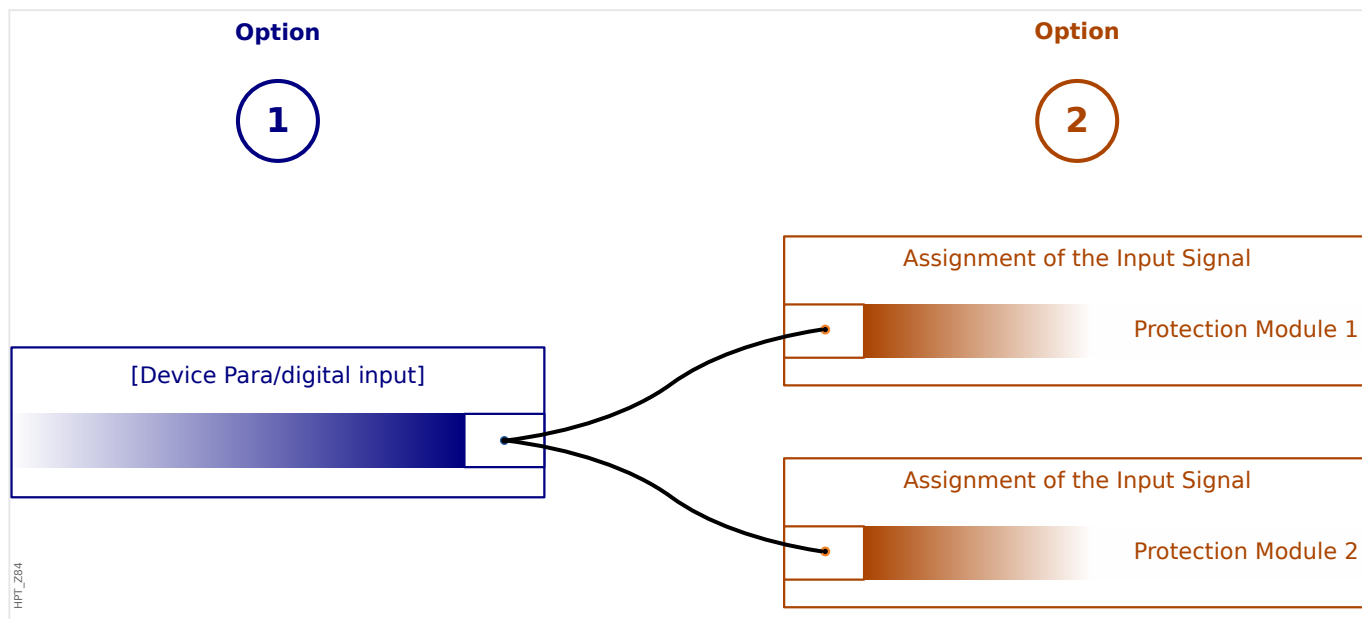 Option
1
Option
2
[Device Para/digital input]
Assignment of the Input Signal
Protection Module 1
Assignment of the Input Signal
Protection Module 2
HPT_Z84